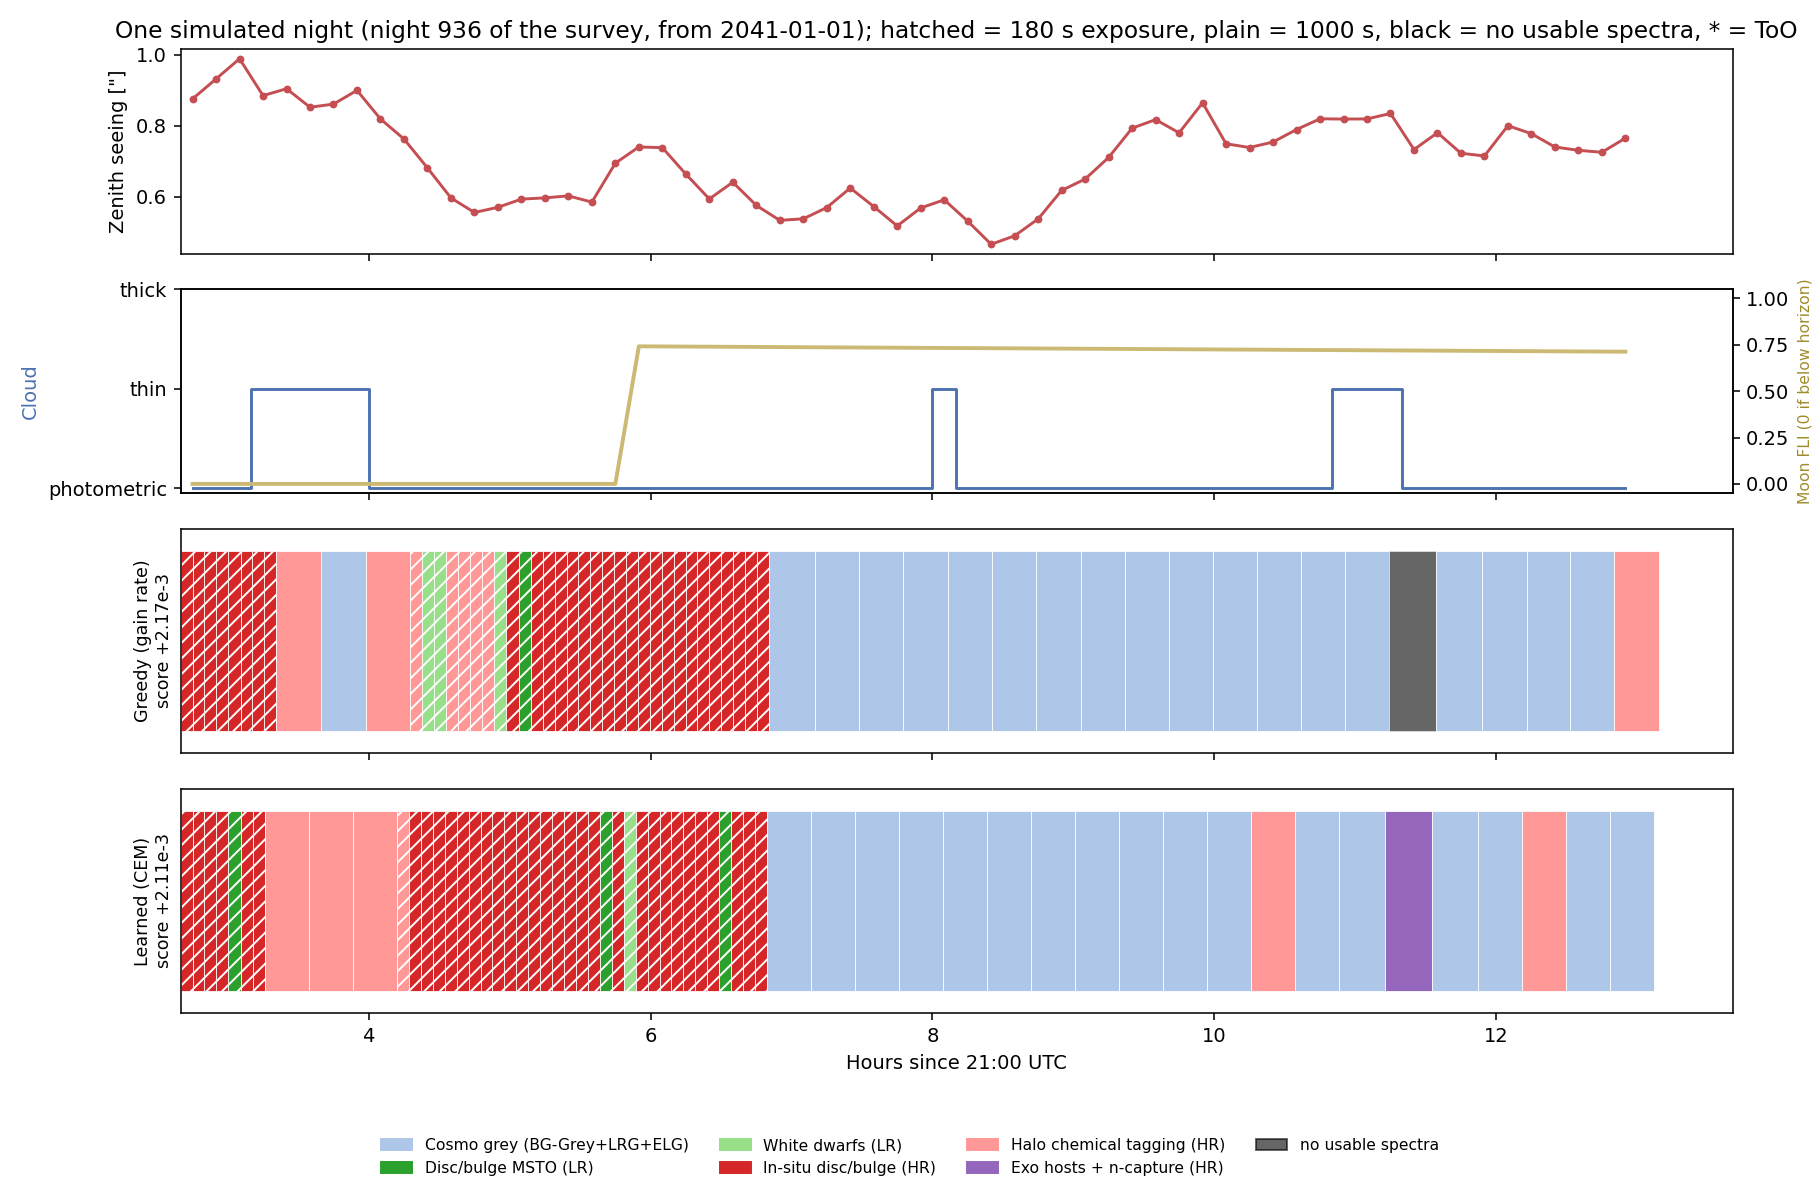 One simulated night (night 936 of the survey, from 2041-01-01); hatched = 180 s exposure, plain = 1000 s, black = no usable spectra, * = ToO
Zenith seeing ["]
1.0
0.8
0.6
Cloud
thick
thin
photometric
1.00
0.75
0.50
0.25
0.00
Moon FLI (0 if below horizon)
Greedy (gain rate)
score +2.17e-3
Learned (CEM)
score +2.11e-3
4
6
8
10
12
Hours since 21:00 UTC
Cosmo grey (BG-Grey+LRG+ELG)
Disc/bulge MSTO (LR)
White dwarfs (LR)
In-situ disc/bulge (HR)
Halo chemical tagging (HR)
Exo hosts + n-capture (HR)
no usable spectra